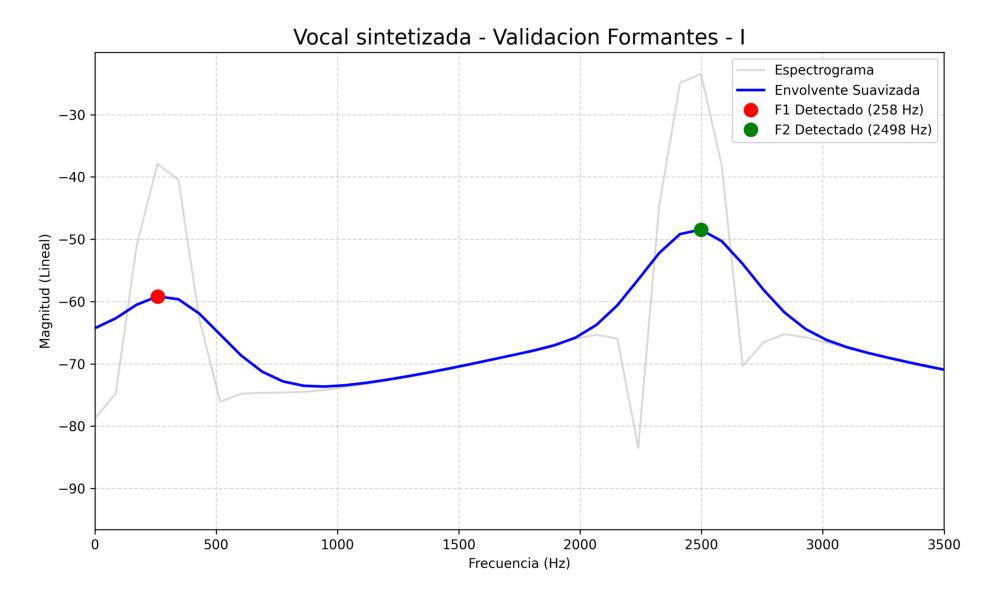 Vocal sintetizada - Validacion Formantes - I
Espectrograma
Envolvente Suavizada
F1 Detectado (258 Hz)
F2 Detectado (2498 Hz)
Magnitud (Lineal)
−30
−40
−50
−60
−70
−80
−90
0 500 1000 1500 2000 2500 3000 3500
Frecuencia (Hz)